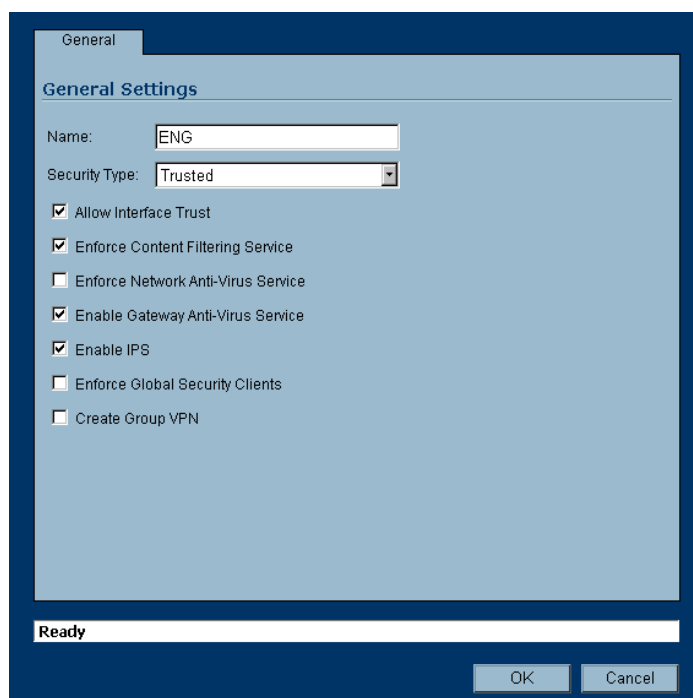 General
General Settings
Name: ENG
Security Type: Trusted
Allow Interface Trust
Enforce Content Filtering Service
Enforce Network Anti-Virus Service
Enable Gateway Anti-Virus Service
Enable IPS
Enforce Global Security Clients
Create Group VPN
Ready
OK Cancel